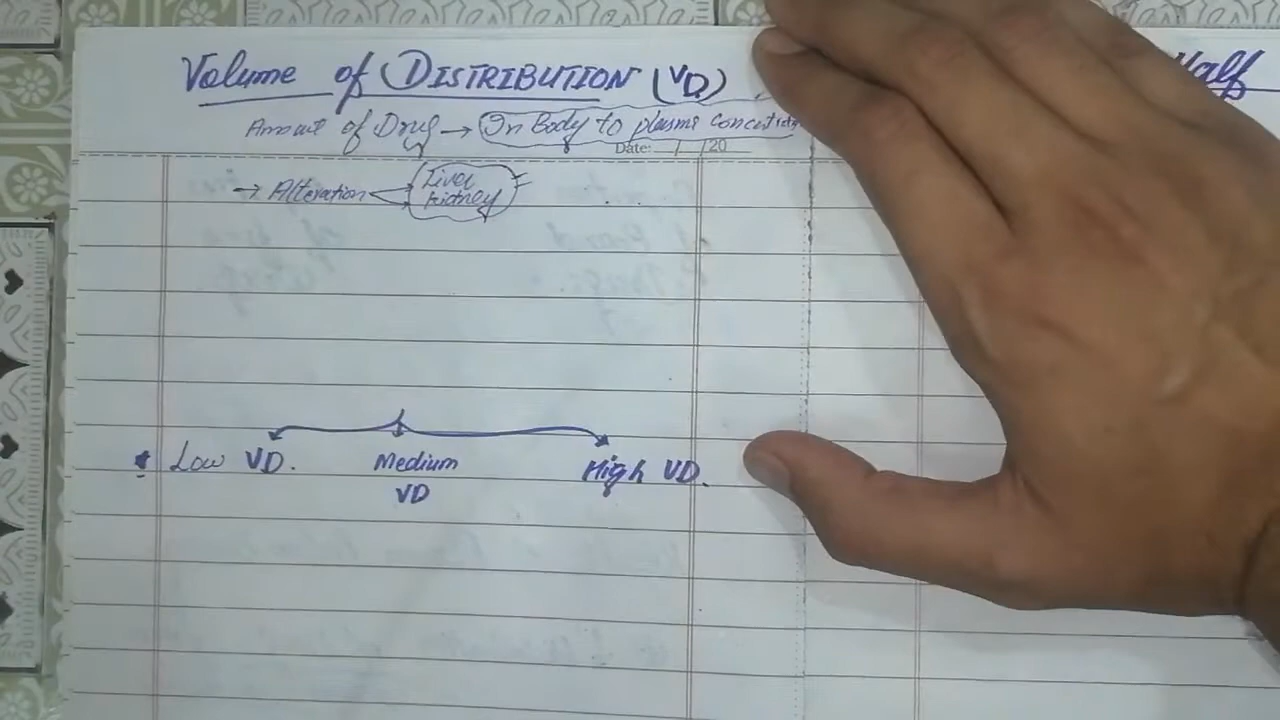 Volume of DISTRIBUTION (VD)
Half
Amount of Drug → In Body to plasma
Date: / /20
→ Alteration Liver
Kidney
* Low VD. Medium High VD.
VD